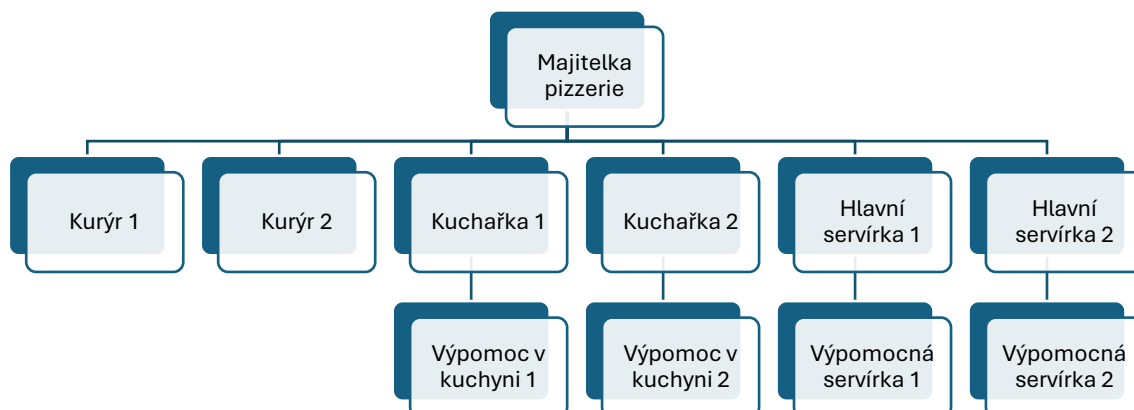 Majitelka
pizzerie
Kurýr 1
Kurýr 2
Kuchařka 1
Kuchařka 2
Hlavní
servírka 1
Hlavní
servírka 2
Výpomoc v
kuchyni 1
Výpomoc v
kuchyni 2
Výpomocná
servírka 1
Výpomocná
servírka 2